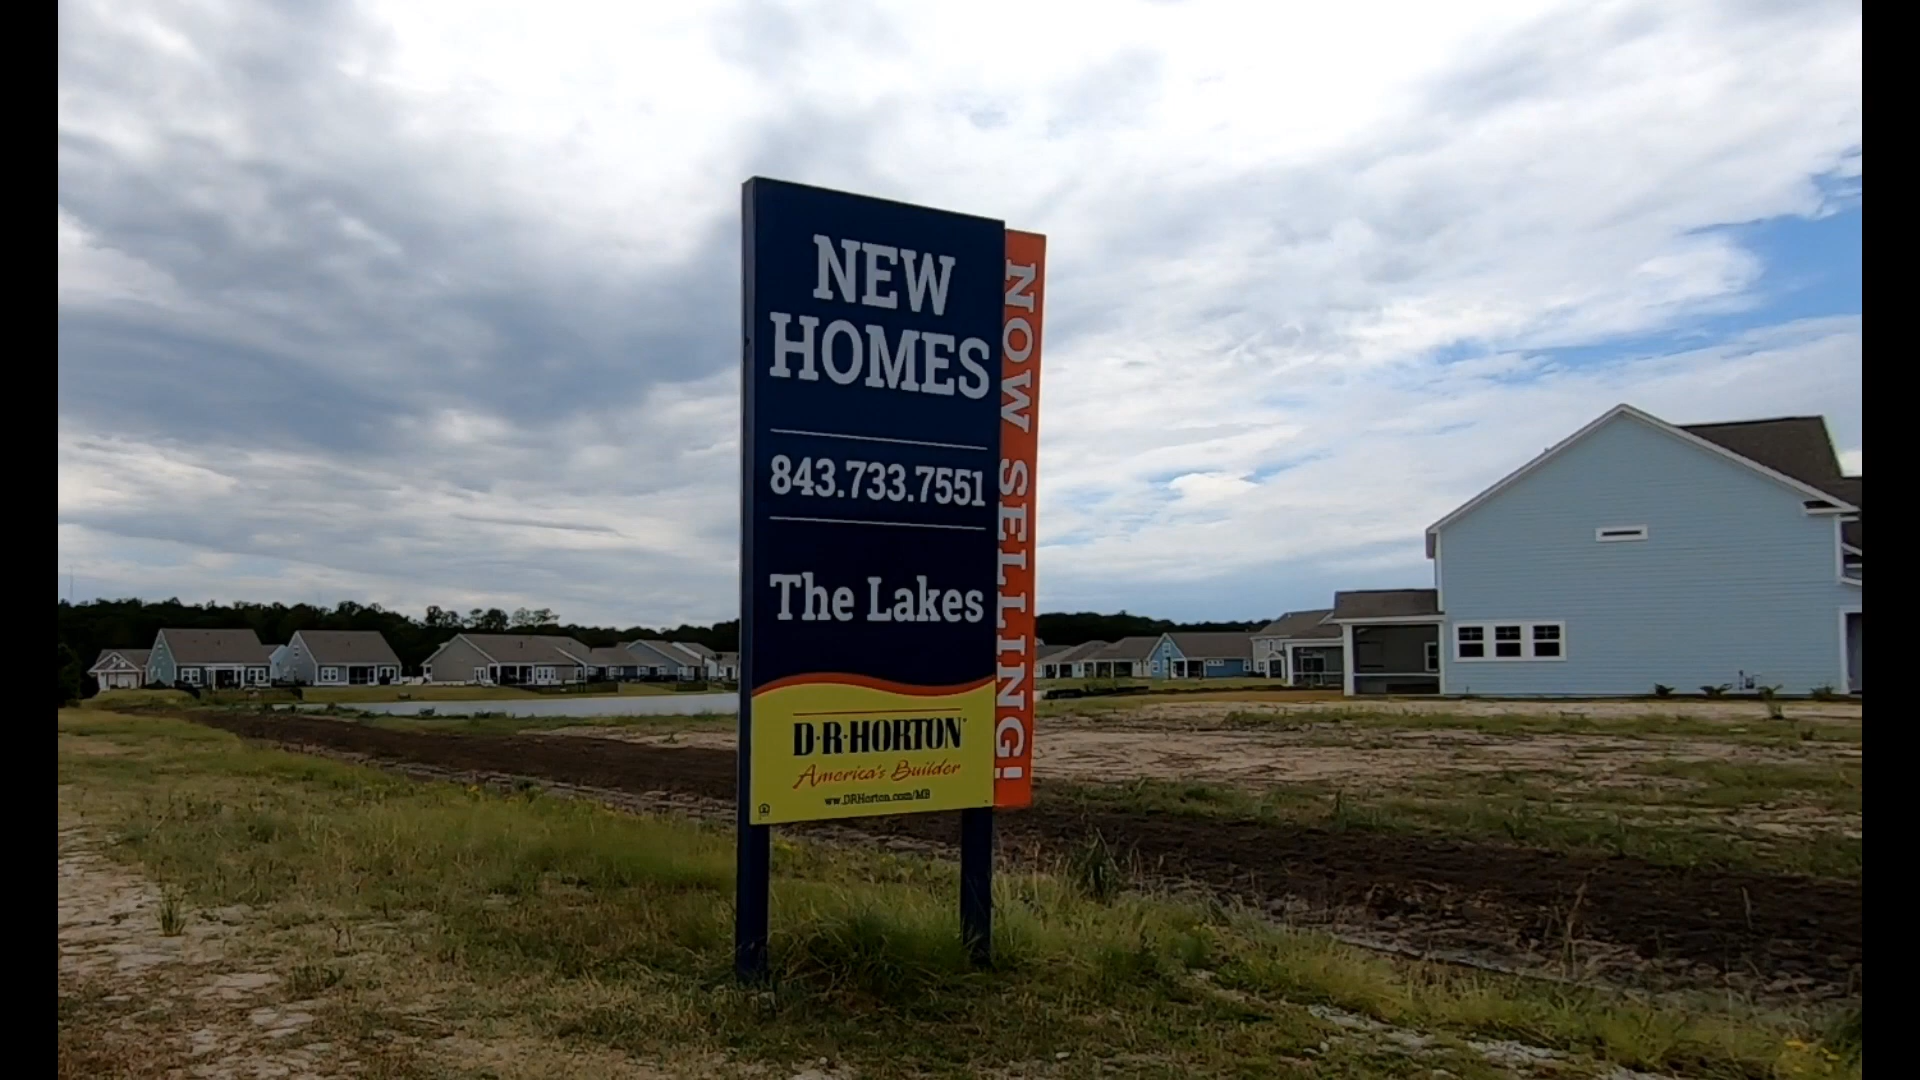 NEW
HOMES
843.733.7551
The Lakes
D·R·HORTON
America's Builder
www.DRHorton.com/MB
NOW SELLING!